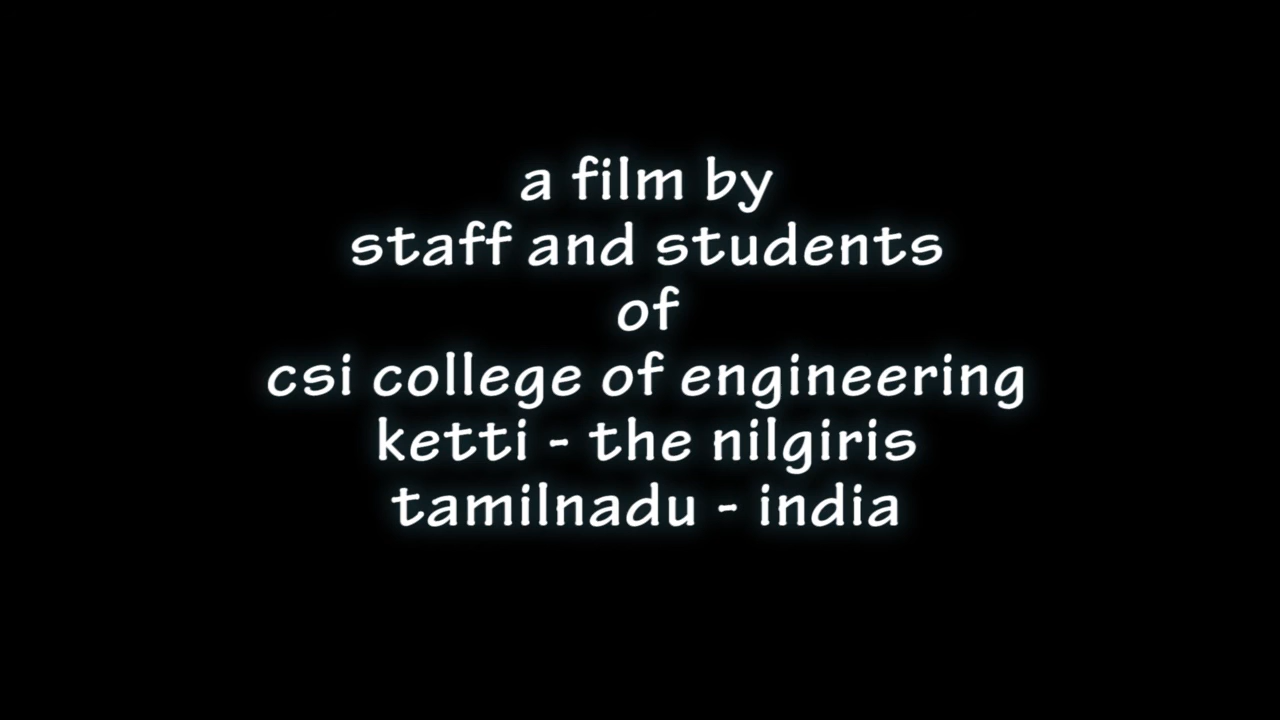 a film by
staff and students
of
csi college of engineering
ketti - the nilgiris
tamilnadu - india